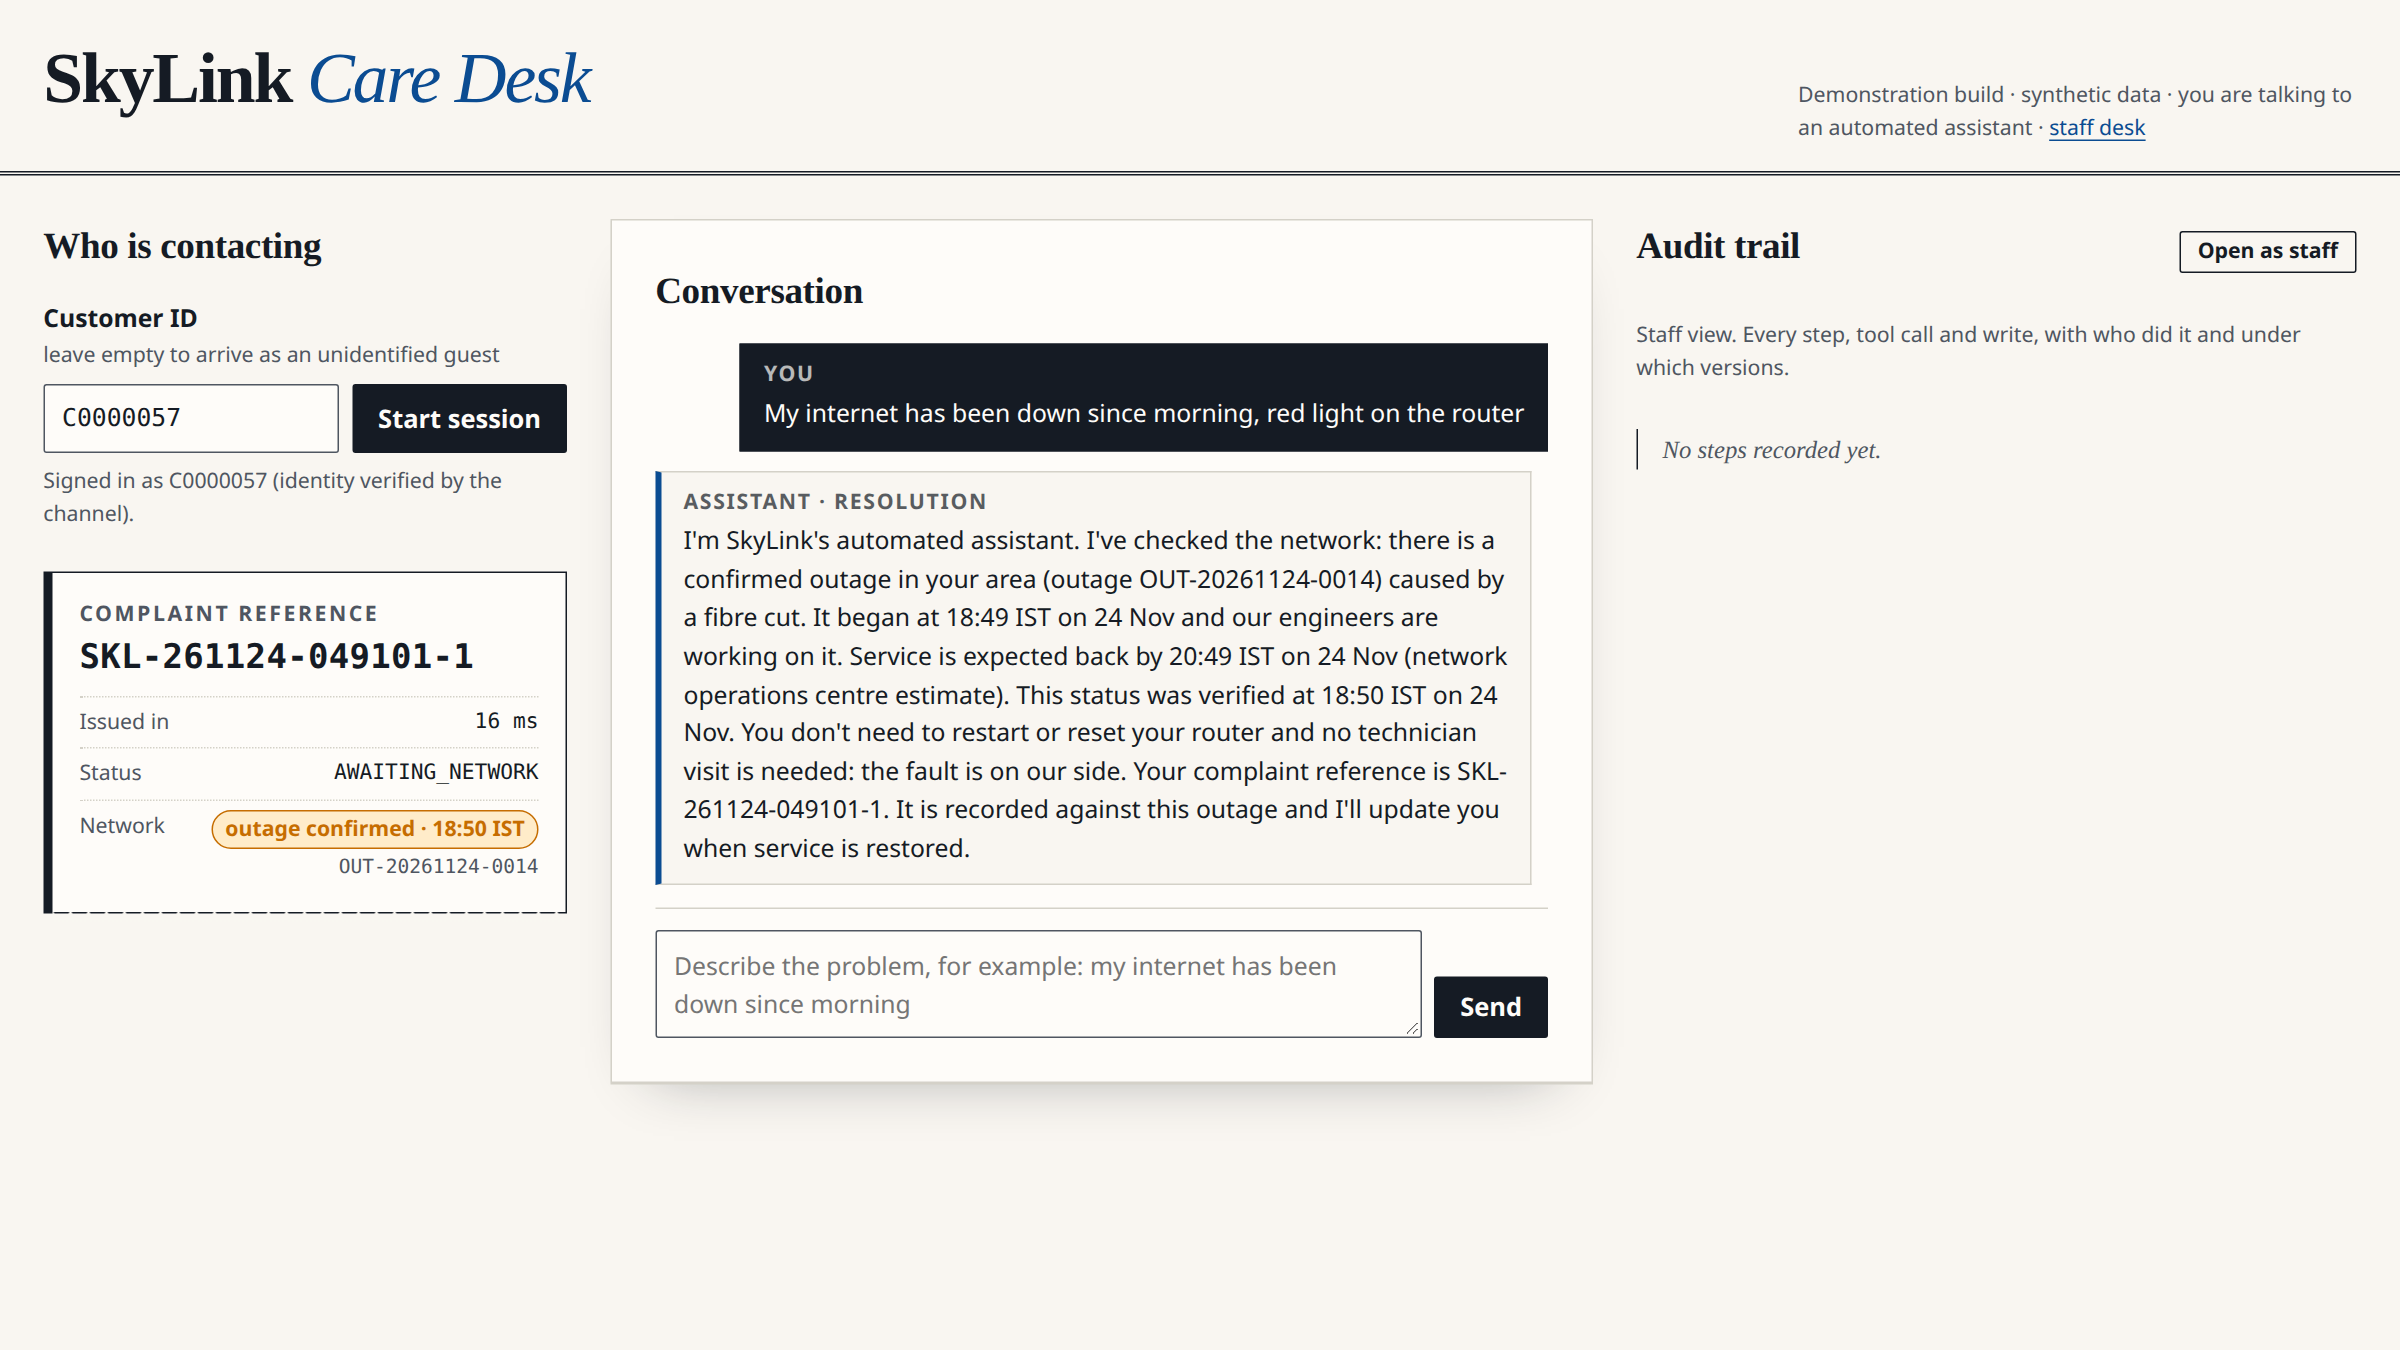 SkyLink Care Desk
Demonstration build · synthetic data · you are talking to
an automated assistant · staff desk
Who is contacting
Customer ID
leave empty to arrive as an unidentified guest
C0000057
Start session
Signed in as C0000057 (identity verified by the
channel).
COMPLAINT REFERENCE
SKL-261124-049101-1
Issued in 16 ms
Status AWAITING_NETWORK
Network outage confirmed · 18:50 IST
OUT-20261124-0014
Conversation
YOU
My internet has been down since morning, red light on the router
ASSISTANT · RESOLUTION
I'm SkyLink's automated assistant. I've checked the network: there is a
confirmed outage in your area (outage OUT-20261124-0014) caused by
a fibre cut. It began at 18:49 IST on 24 Nov and our engineers are
working on it. Service is expected back by 20:49 IST on 24 Nov (network
operations centre estimate). This status was verified at 18:50 IST on 24
Nov. You don't need to restart or reset your router and no technician
visit is needed: the fault is on our side. Your complaint reference is SKL-
261124-049101-1. It is recorded against this outage and I'll update you
when service is restored.
Describe the problem, for example: my internet has been
down since morning
Send
Audit trail
Open as staff
Staff view. Every step, tool call and write, with who did it and under
which versions.
No steps recorded yet.